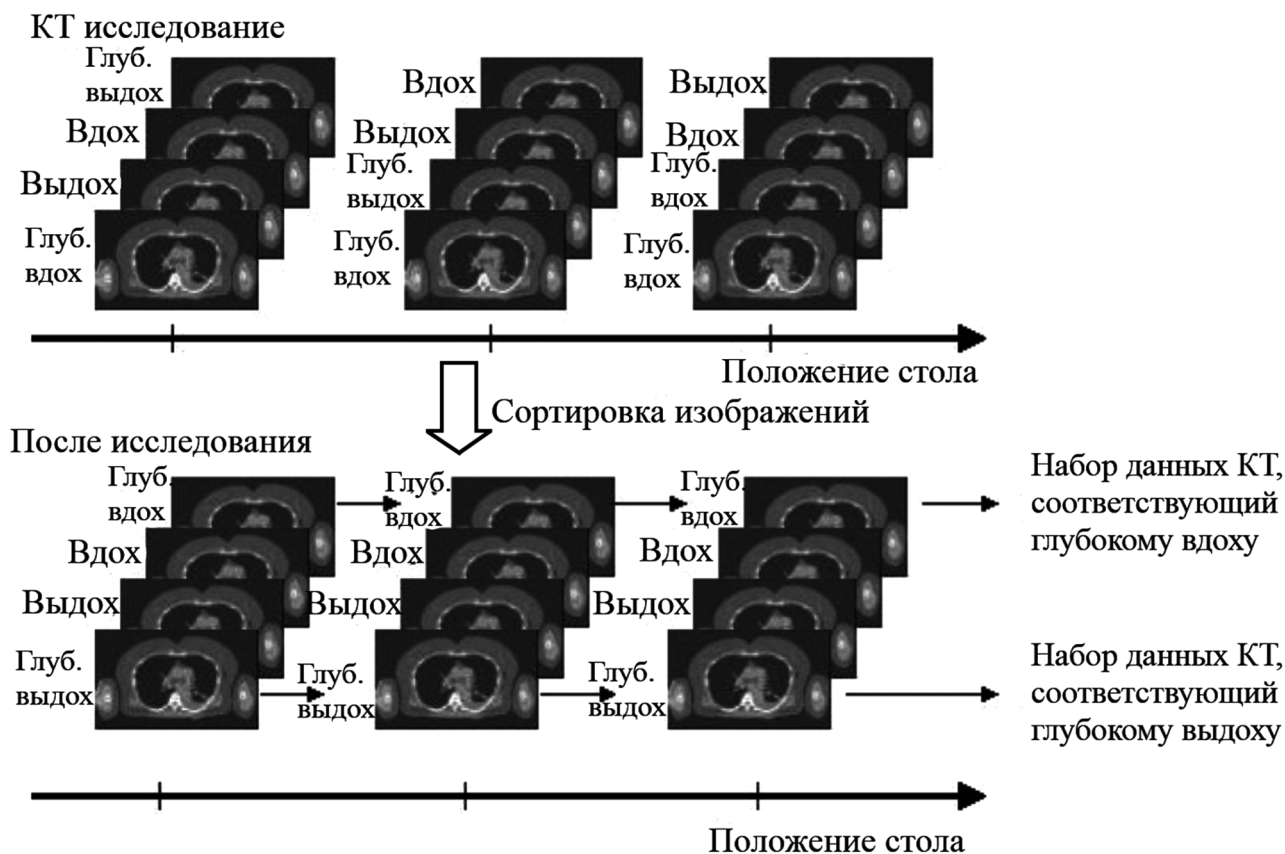 КТ исследование
Глуб.
выдох
Вдох
Выдох
Глуб.
вдох
Вдох
Выдох
Глуб.
выдох
Глуб.
вдох
Выдох
Вдох
Глуб.
вдох
Глуб.
вдох
Положение стола
Сортировка изображений
После исследования
Глуб.
вдох
Вдох
Выдох
Глуб.
выдох
Глуб.
вдох
Вдох
Выдох
Глуб.
выдох
Глуб.
вдох
Вдох
Выдох
Глуб.
выдох
Набор данных КТ,
соответствующий
глубокому вдоху
Набор данных КТ,
соответствующий
глубокому выдоху
Положение стола